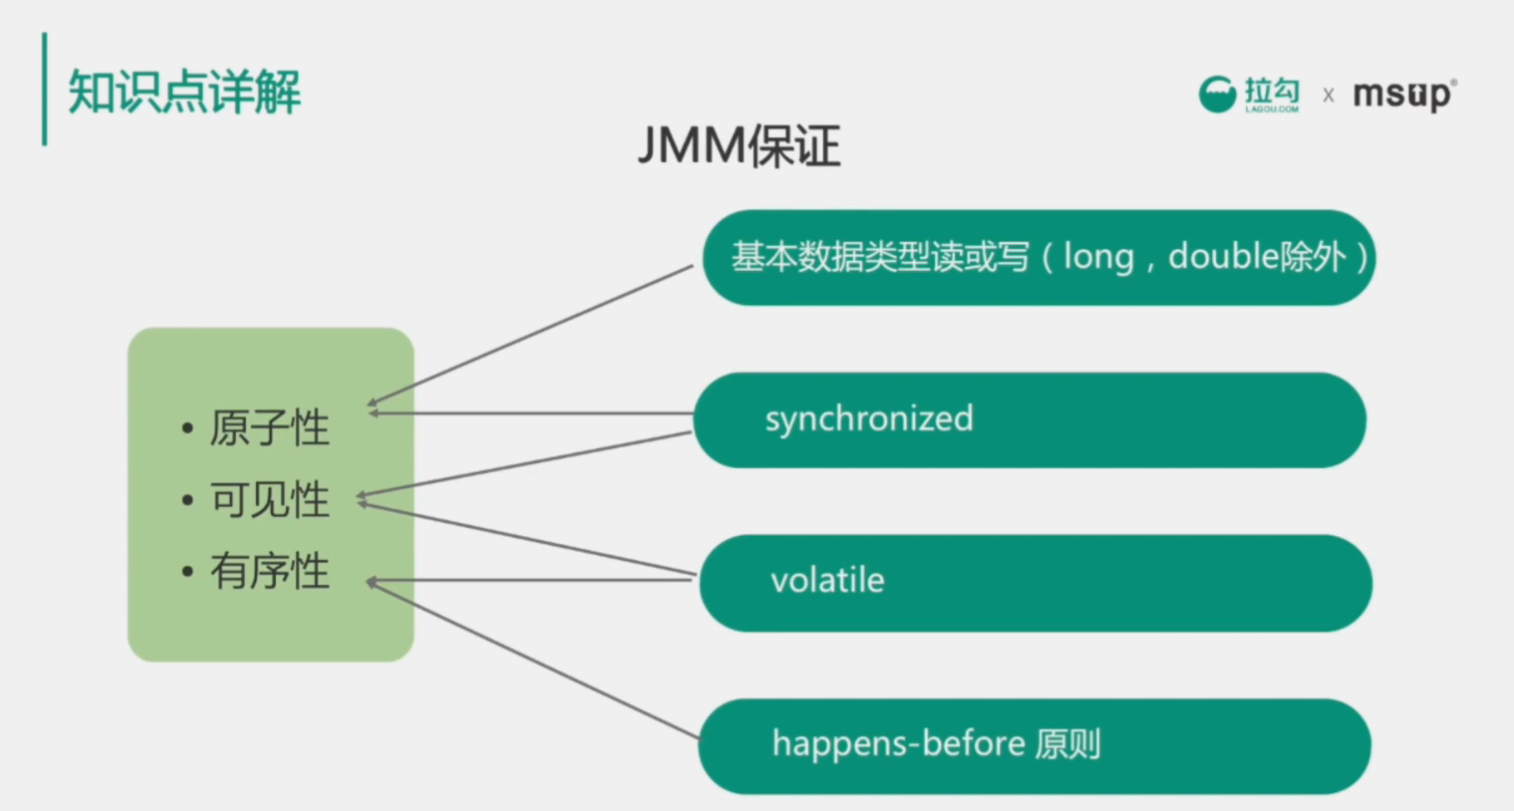 知识点详解
拉勾
LAGOU.COM
x
msup®
JMM保证
基本数据类型读或写（long，double除外）
synchronized
• 原子性
• 可见性
• 有序性
volatile
happens-before 原则